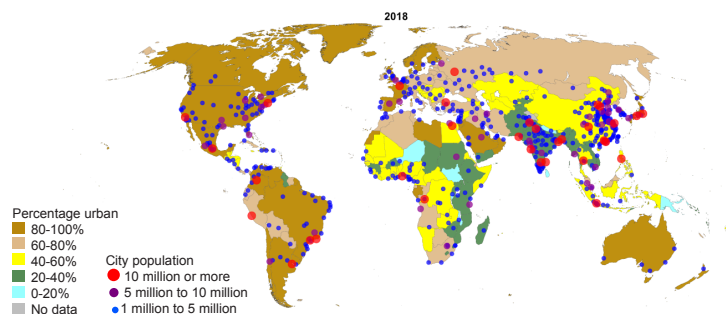 2018
Percentage urban
80-100%
60-80%
40-60%
20-40%
0-20%
No data
City population
10 million or more
5 million to 10 million
1 million to 5 million